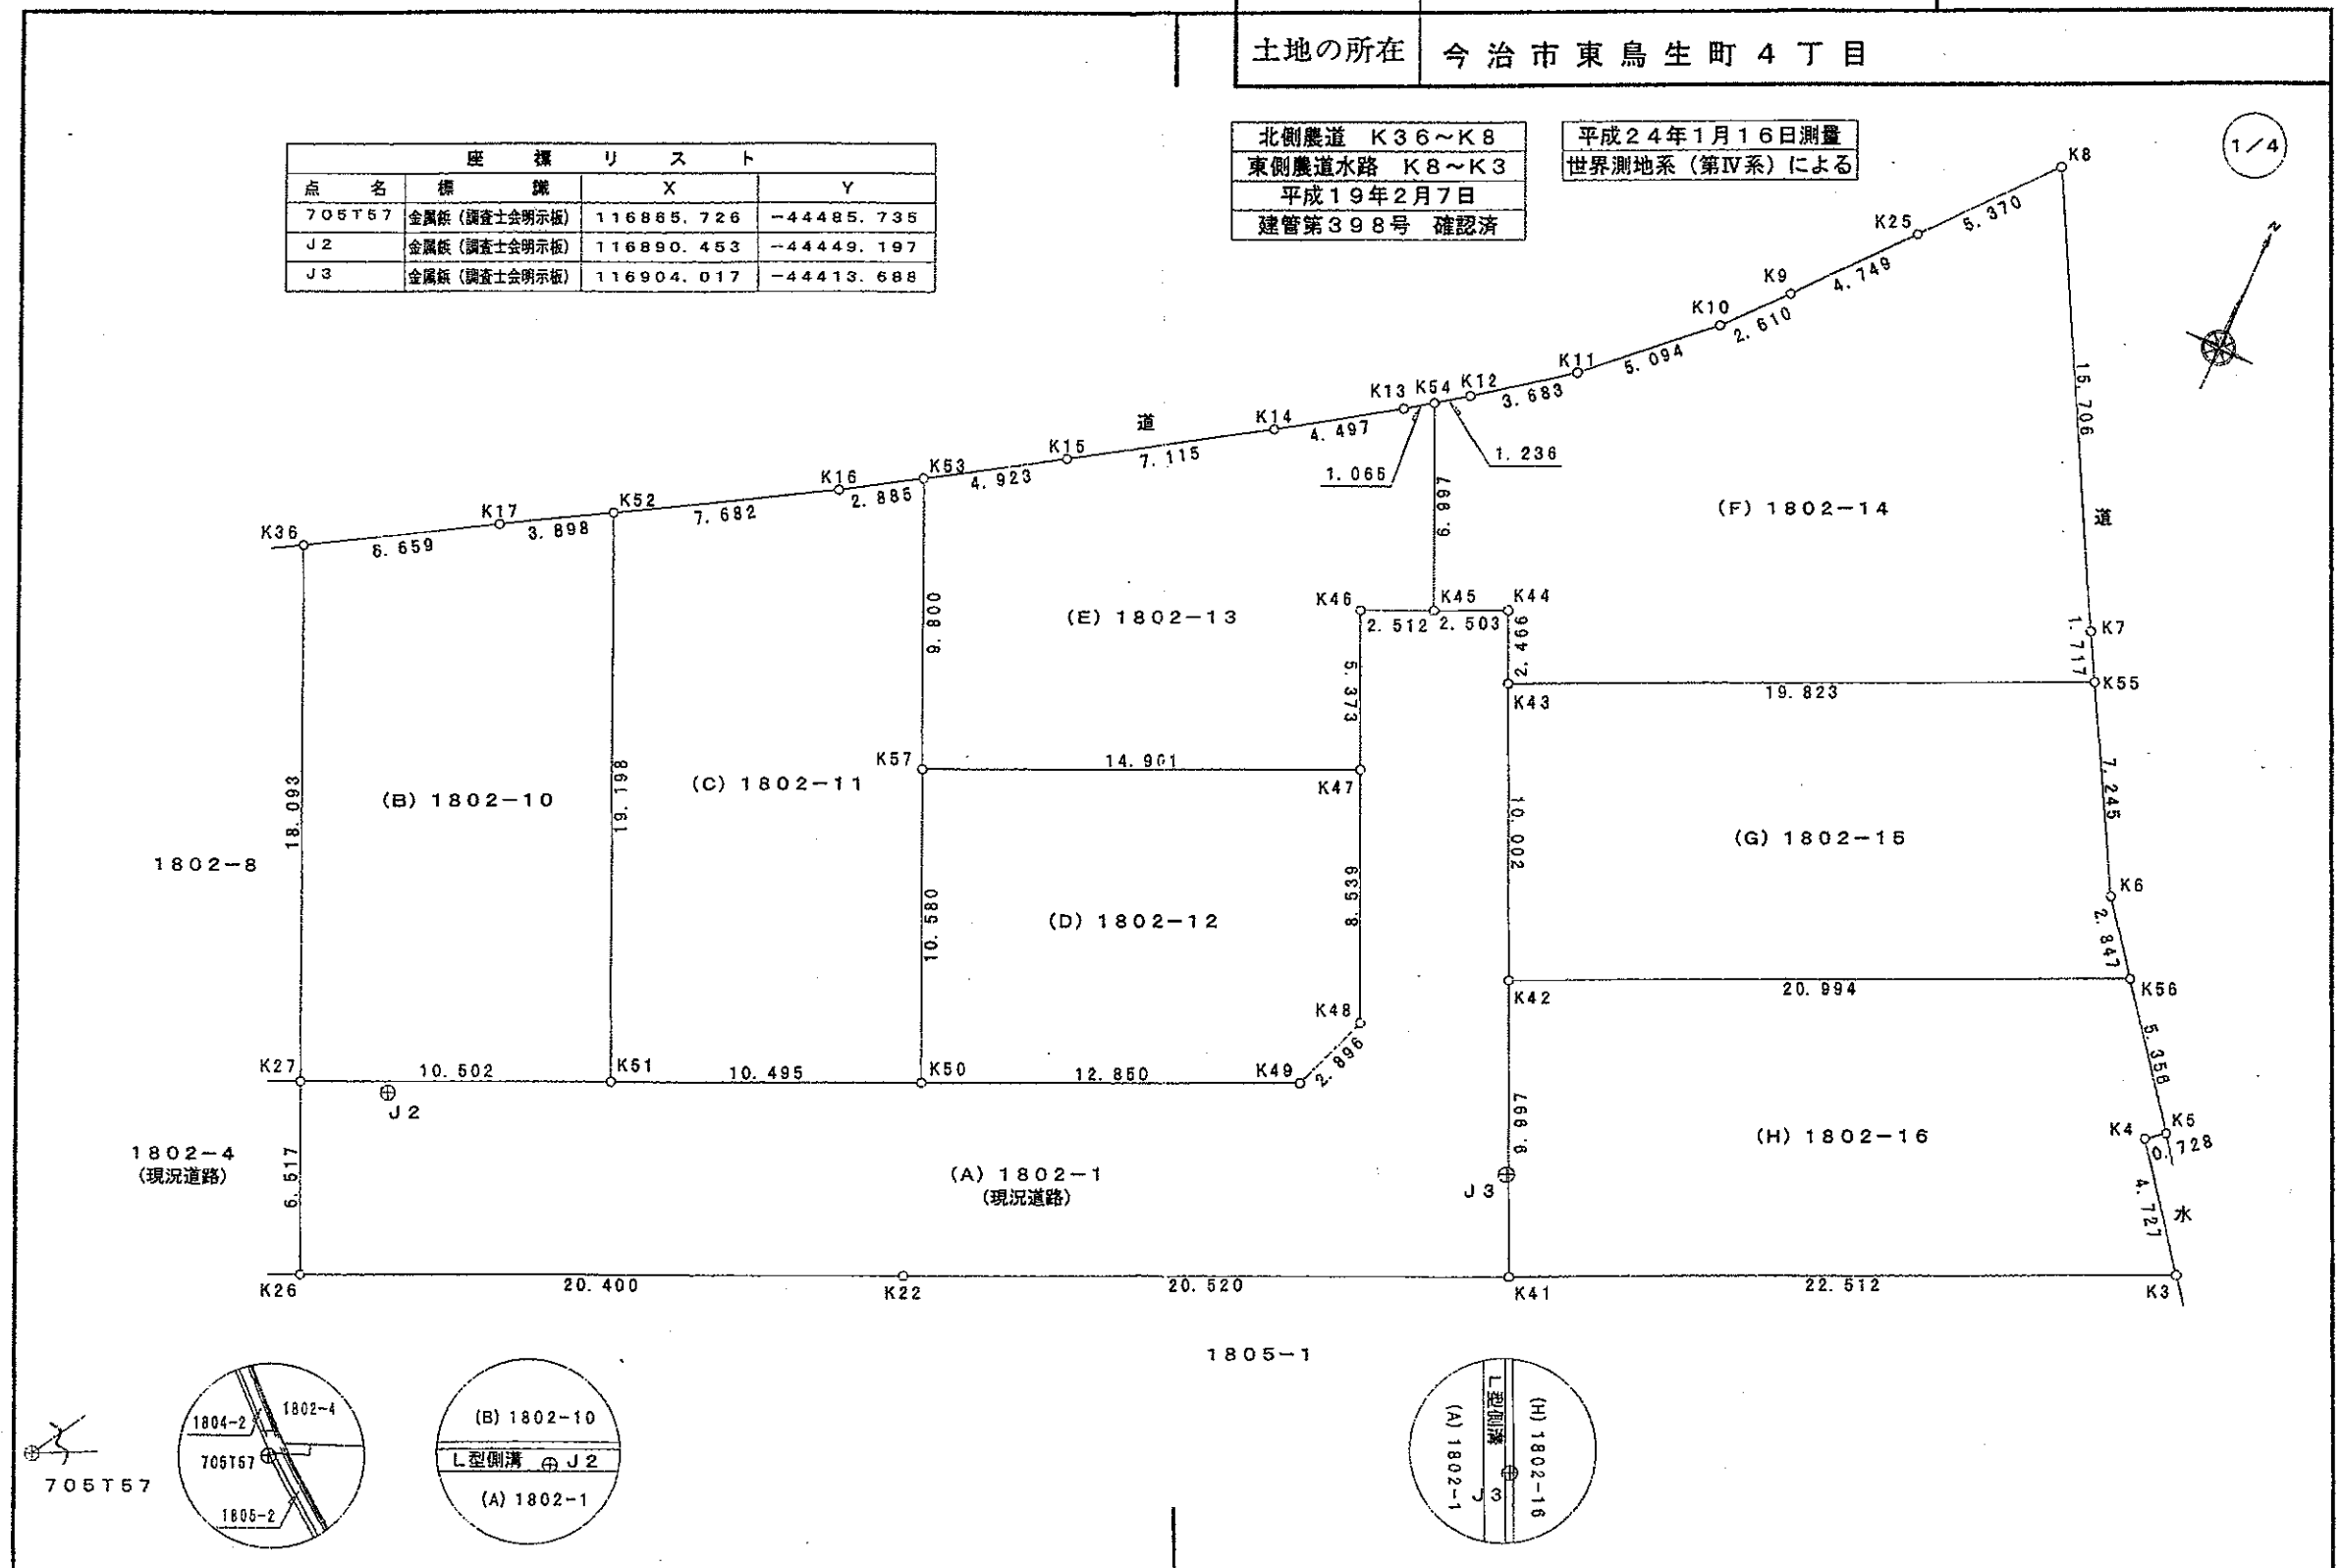 土地の所在 今治市東鳥生町4丁目
座標リスト
点名 標識 X Y
705T57 金属鋲（調査士会明示板） 116885.726 -44485.735
J2 金属鋲（調査士会明示板） 116890.453 -44449.197
J3 金属鋲（調査士会明示板） 116904.017 -44413.688
北側農道 K36～K8
東側農道水路 K8～K3
平成19年2月7日
建管第398号 確認済
平成24年1月16日測量
世界測地系（第Ⅳ系）による
1/4
N
K8
K25
5.370
K9
4.749
K10
2.610
K11
5.094
K13 K54 K12
3.683
道
K14
4.497
1.065
1.236
K15
7.115
K53
4.923
K16
2.885
K52
7.682
K17
3.898
K36
6.659
15.706
道
6.997
(F) 1802-14
9.800
(E) 1802-13
K46
K45
K44
2.512
2.503
2.466
K7
1.717
K55
5.373
K43
19.823
K57
14.901
K47
18.093
(B) 1802-10
19.198
(C) 1802-11
10.002
7.245
(G) 1802-15
1802-8
10.580
(D) 1802-12
8.539
K6
2.847
K48
K42
20.994
K56
K27
10.502
K51
10.495
K50
12.850
K49
2.896
5.356
J2
9.997
K4
K5
0.728
1802-4
(現況道路)
6.517
(A) 1802-1
(現況道路)
J3
(H) 1802-16
4.727
水
K26
20.400
K22
20.520
K41
22.512
K3
1805-1
705T57
1804-2
1802-4
705T57
1805-2
(B) 1802-10
L型側溝 J2
(A) 1802-1
(A) 1802-1
L型側溝
J3
(H) 1802-16